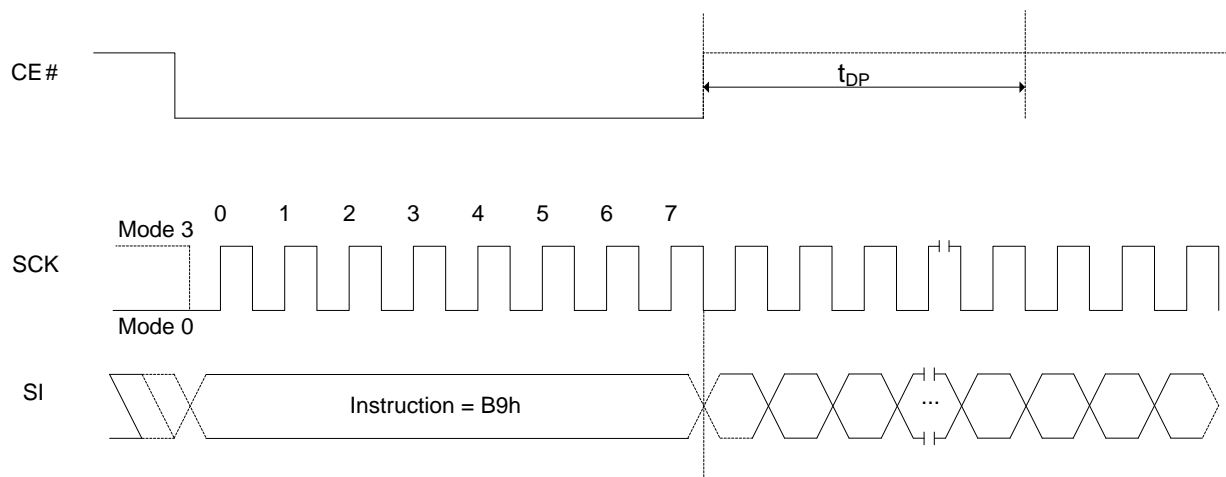 CE#
tDP
0 1 2 3 4 5 6 7
Mode 3
SCK
Mode 0
SI
Instruction = B9h
...